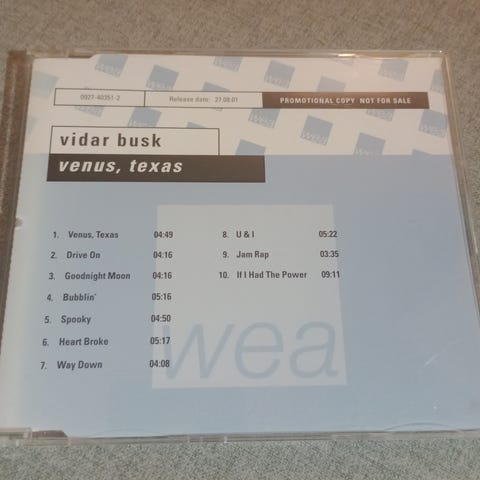 0927-40351-2
Release date: 27.08.01
PROMOTIONAL COPY NOT FOR SALE
vidar busk
venus, texas
1. Venus, Texas 04:49
2. Drive On 04:16
3. Goodnight Moon 04:16
4. Bubblin' 05:16
5. Spooky 04:50
6. Heart Broke 05:17
7. Way Down 04:08
8. U & I 05:22
9. Jam Rap 03:35
10. If I Had The Power 09:11
wea